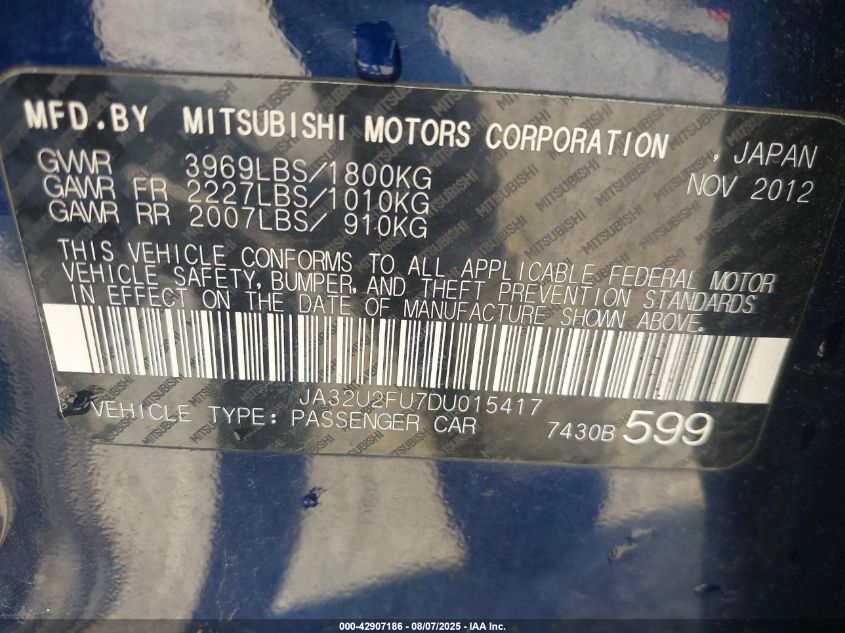 MFD.BY MITSUBISHI MOTORS CORPORATION , JAPAN
GVWR 3969LBS/1800KG NOV 2012
GAWR FR 2227LBS/1010KG
GAWR RR 2007LBS/ 910KG
THIS VEHICLE CONFORMS TO ALL APPLICABLE FEDERAL MOTOR
VEHICLE SAFETY, BUMPER, AND THEFT PREVENTION STANDARDS
IN EFFECT ON THE DATE OF MANUFACTURE SHOWN ABOVE.
JA32U2FU7DU015417
VEHICLE TYPE: PASSENGER CAR 7430B 599
000-42907186 - 08/07/2025 - IAA Inc.